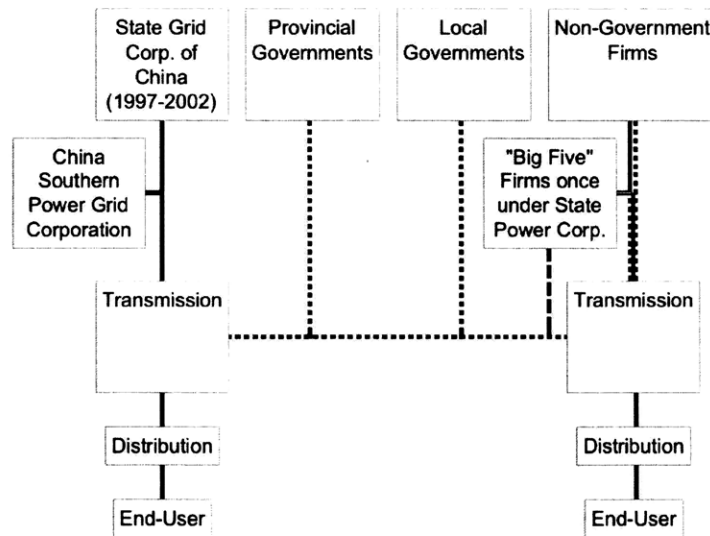 State Grid
Corp. of
China
(1997-2002)
Provincial
Governments
Local
Governments
Non-Government
Firms
China
Southern
Power Grid
Corporation
"Big Five"
Firms once
under State
Power Corp.
Transmission
Transmission
Distribution
Distribution
End-User
End-User